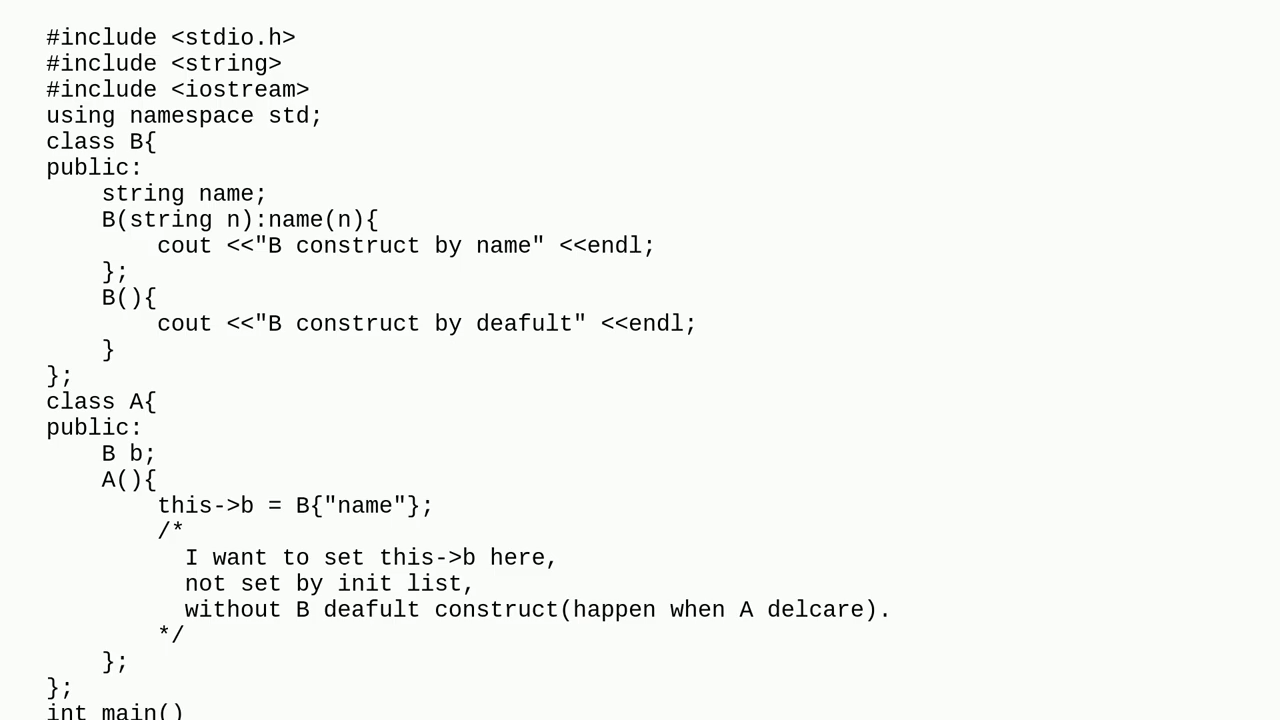 #include <stdio.h>
#include <string>
#include <iostream>
using namespace std;
class B{
public:
    string name;
    B(string n):name(n){
        cout <<"B construct by name" <<endl;
    };
    B(){
        cout <<"B construct by deafult" <<endl;
    }
};
class A{
public:
    B b;
    A(){
        this->b = B{"name"};
        /*
          I want to set this->b here,
          not set by init list,
          without B deafult construct(happen when A delcare).
        */
    };
};
int main()